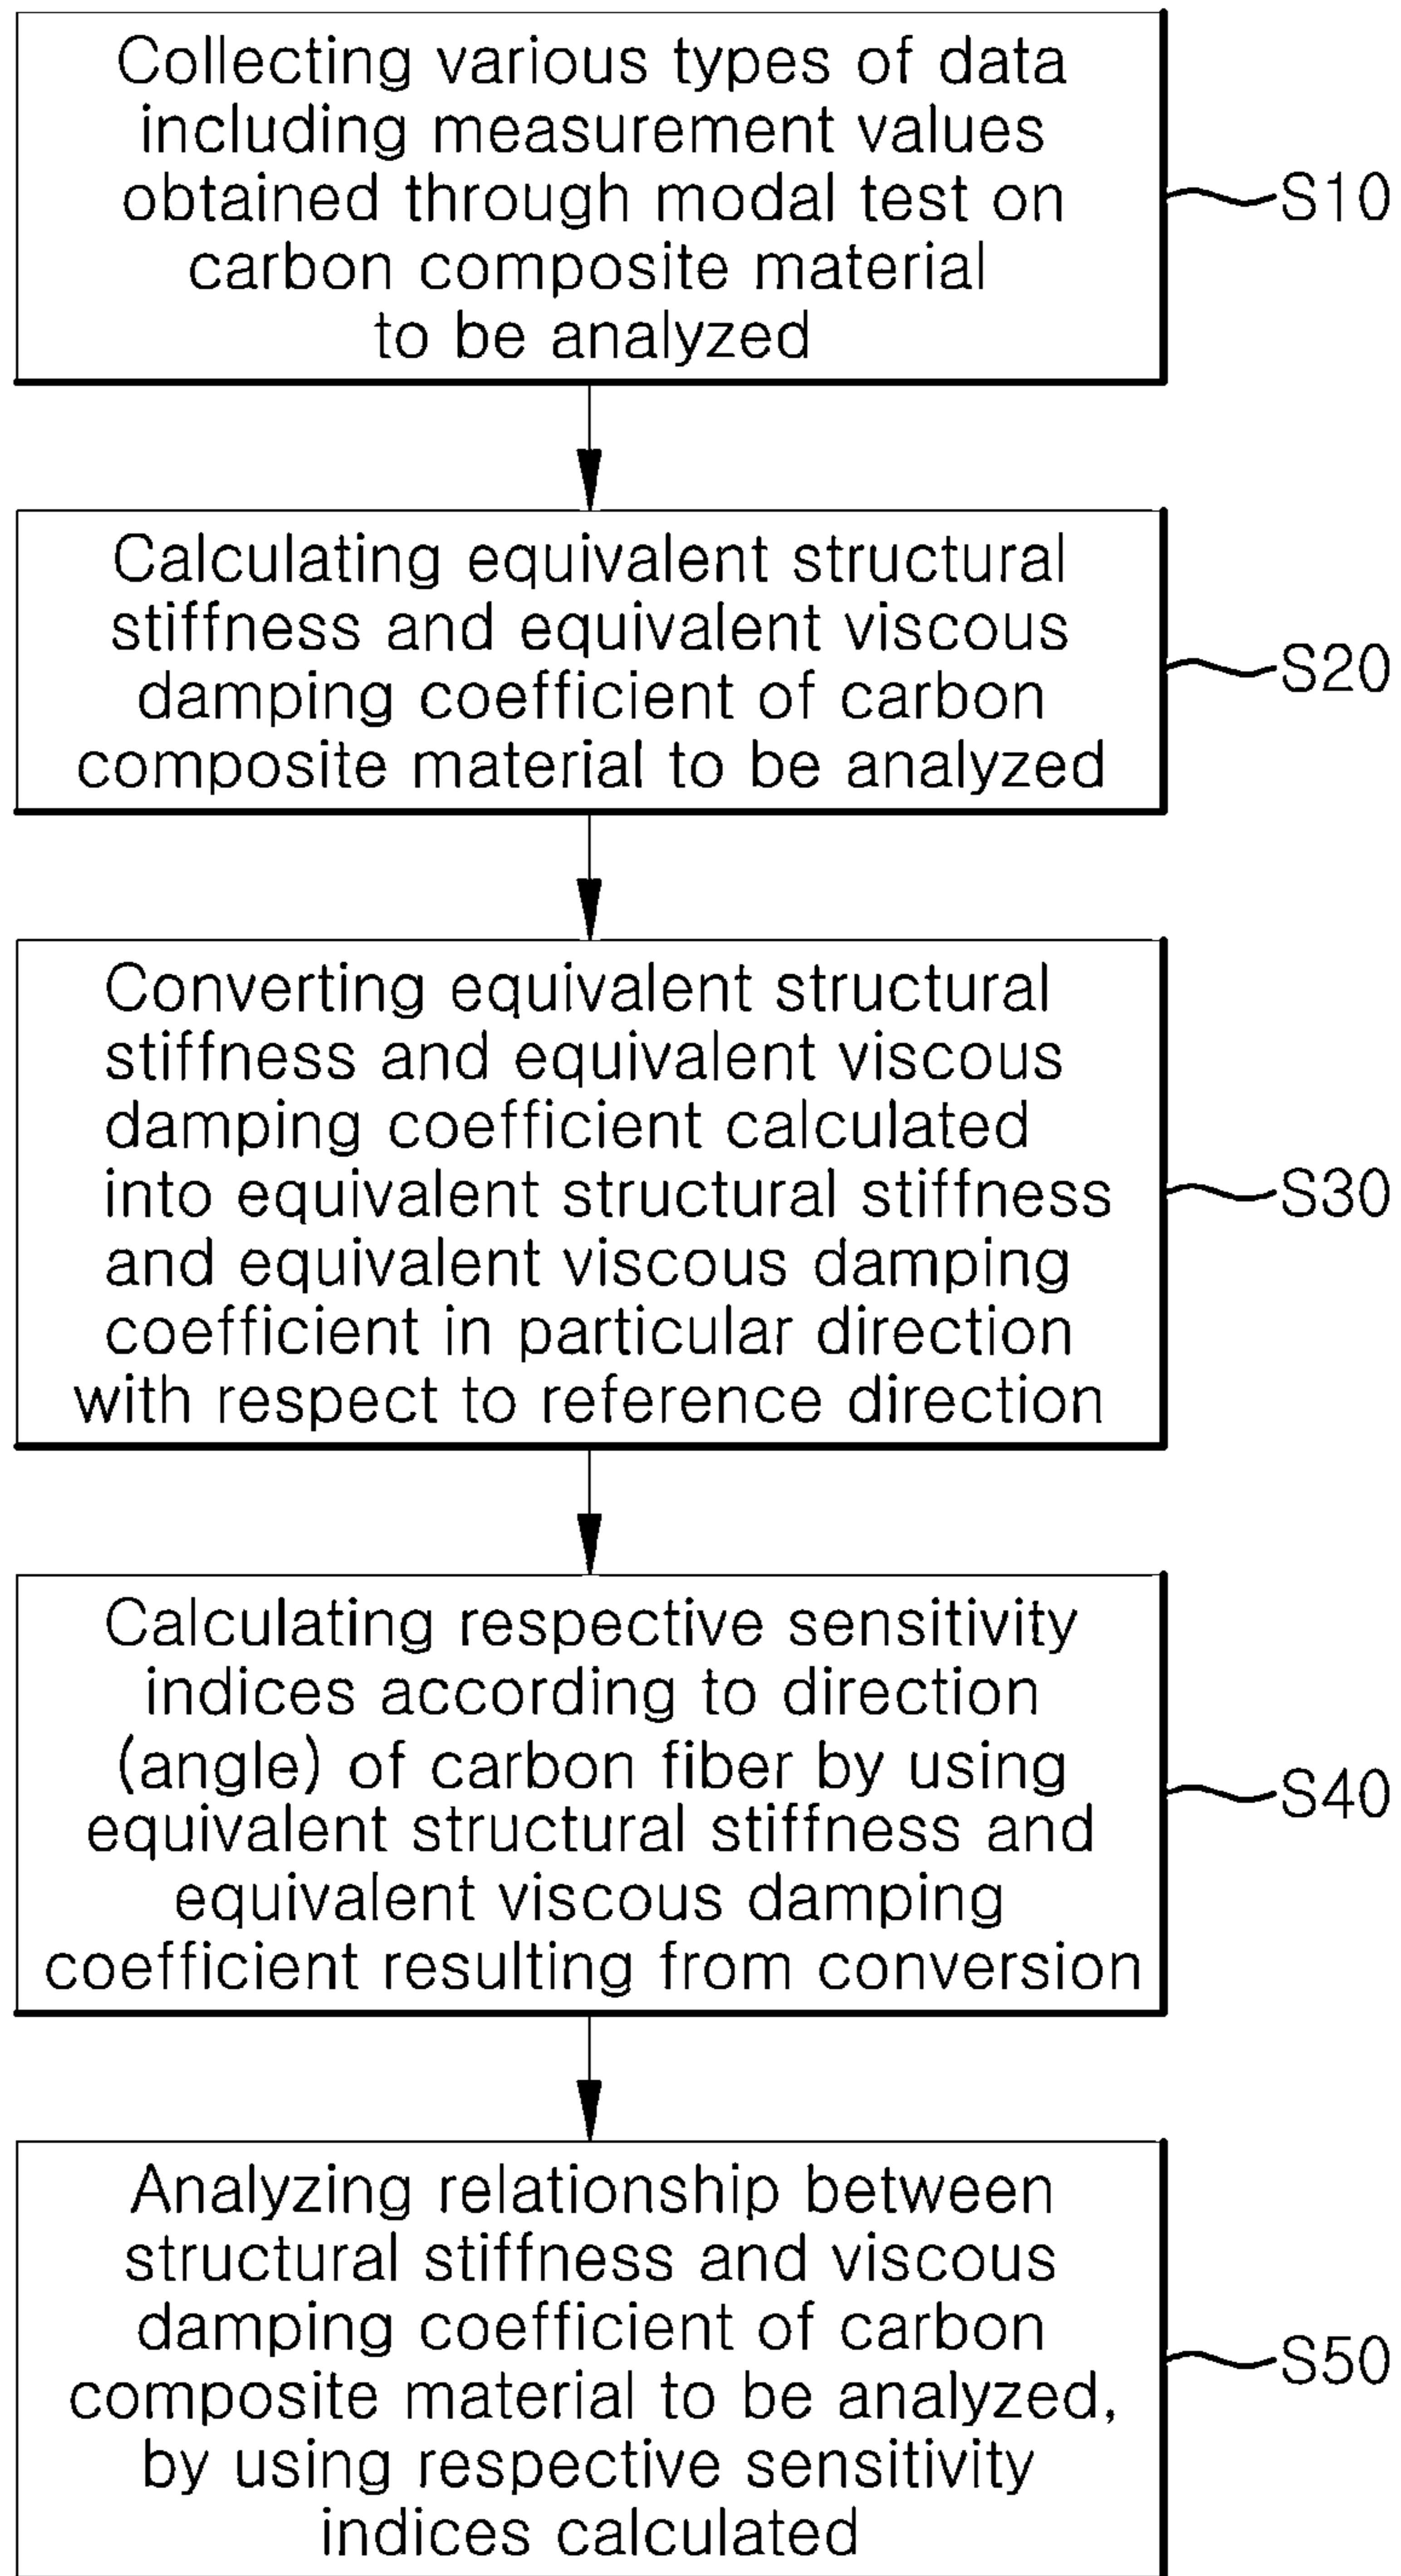 Collecting various types of data
including measurement values
obtained through modal test on
carbon composite material
to be analyzed
S10
Calculating equivalent structural
stiffness and equivalent viscous
damping coefficient of carbon
composite material to be analyzed
S20
Converting equivalent structural
stiffness and equivalent viscous
damping coefficient calculated
into equivalent structural stiffness
and equivalent viscous damping
coefficient in particular direction
with respect to reference direction
S30
Calculating respective sensitivity
indices according to direction
(angle) of carbon fiber by using
equivalent structural stiffness and
equivalent viscous damping
coefficient resulting from conversion
S40
Analyzing relationship between
structural stiffness and viscous
damping coefficient of carbon
composite material to be analyzed,
by using respective sensitivity
indices calculated
S50